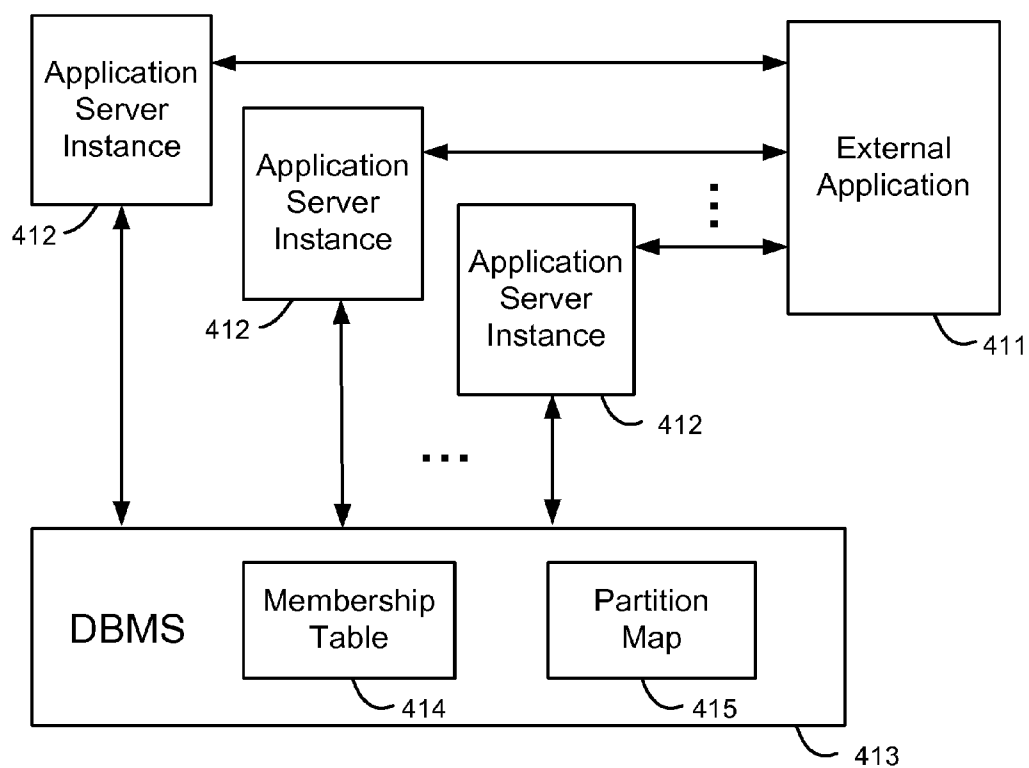 Application
Server
Instance
412
Application
Server
Instance
412
Application
Server
Instance
412
External
Application
411
DBMS
Membership
Table
414
Partition
Map
415
413